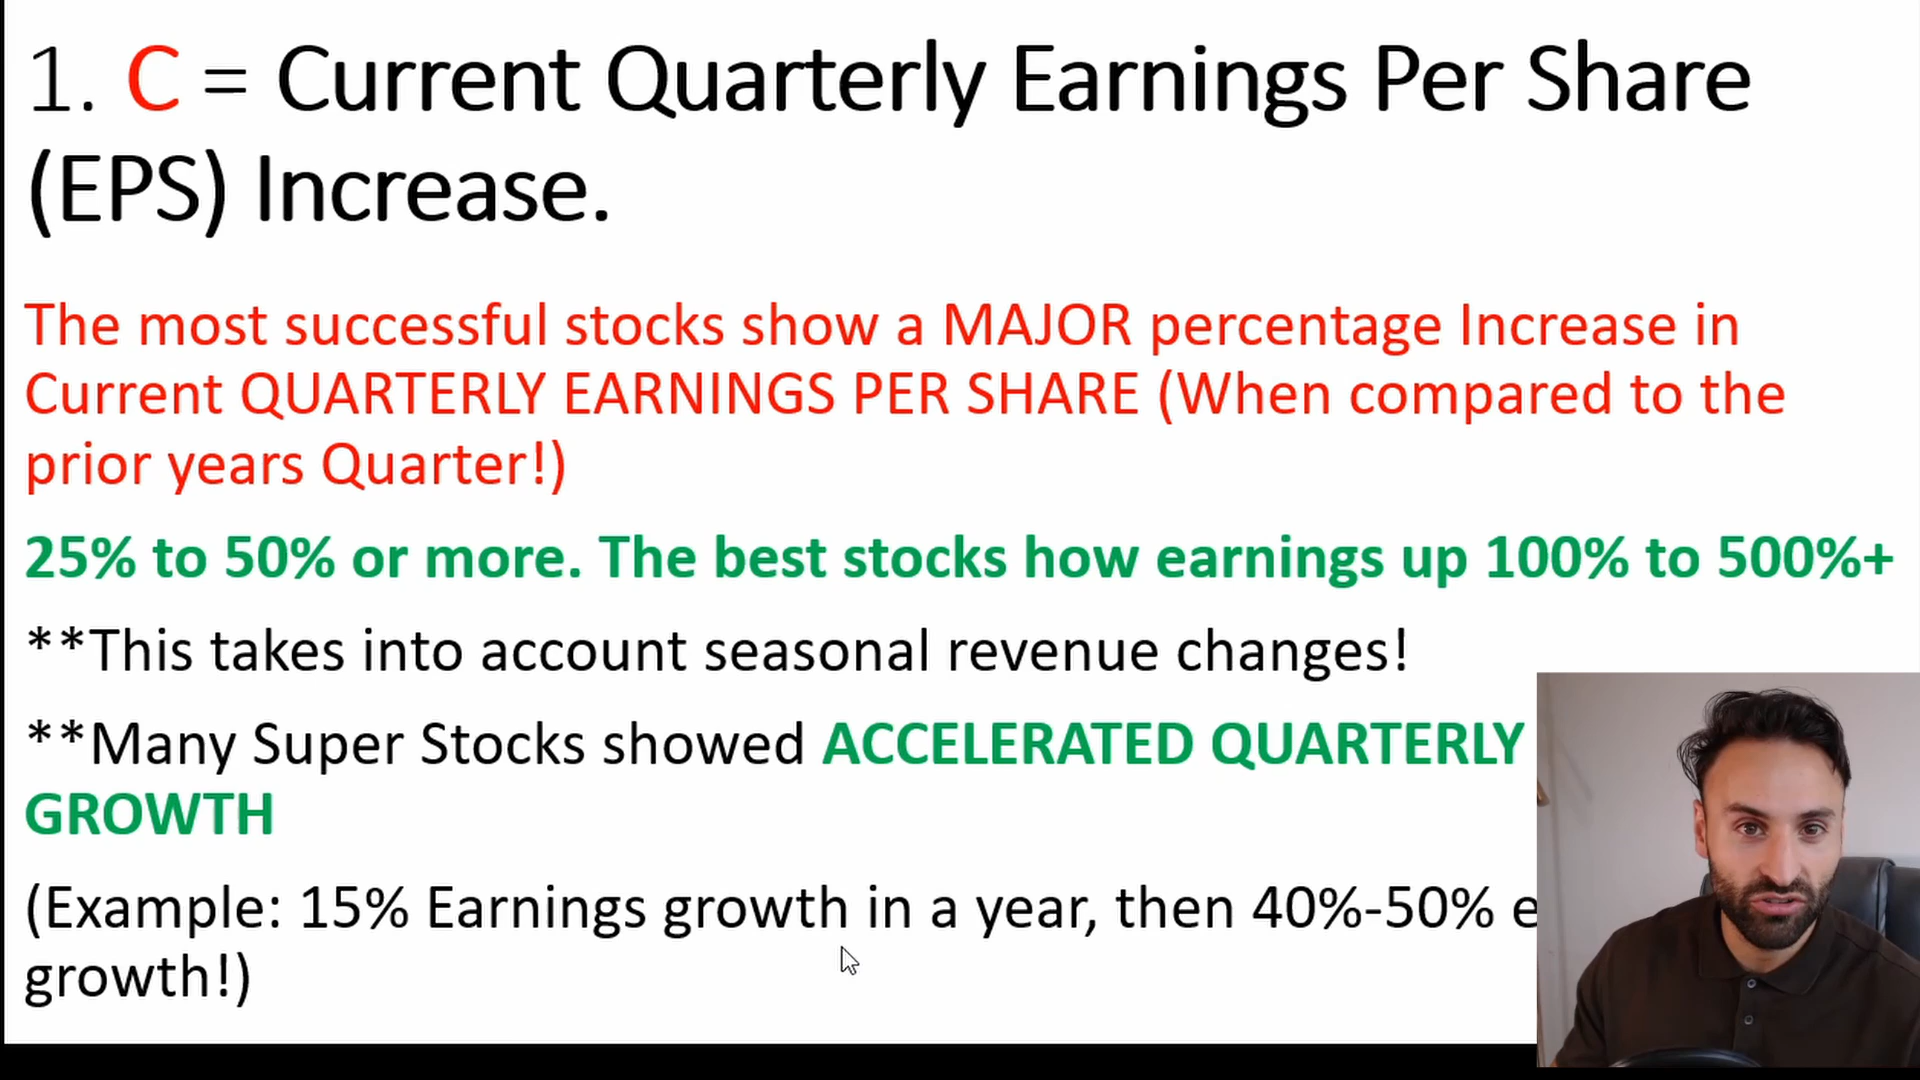 1. C = Current Quarterly Earnings Per Share
(EPS) Increase.
The most successful stocks show a MAJOR percentage Increase in
Current QUARTERLY EARNINGS PER SHARE (When compared to the
prior years Quarter!)
25% to 50% or more. The best stocks how earnings up 100% to 500%+
**This takes into account seasonal revenue changes!
**Many Super Stocks showed ACCELERATED QUARTERLY
GROWTH
(Example: 15% Earnings growth in a year, then 40%-50%
growth!)